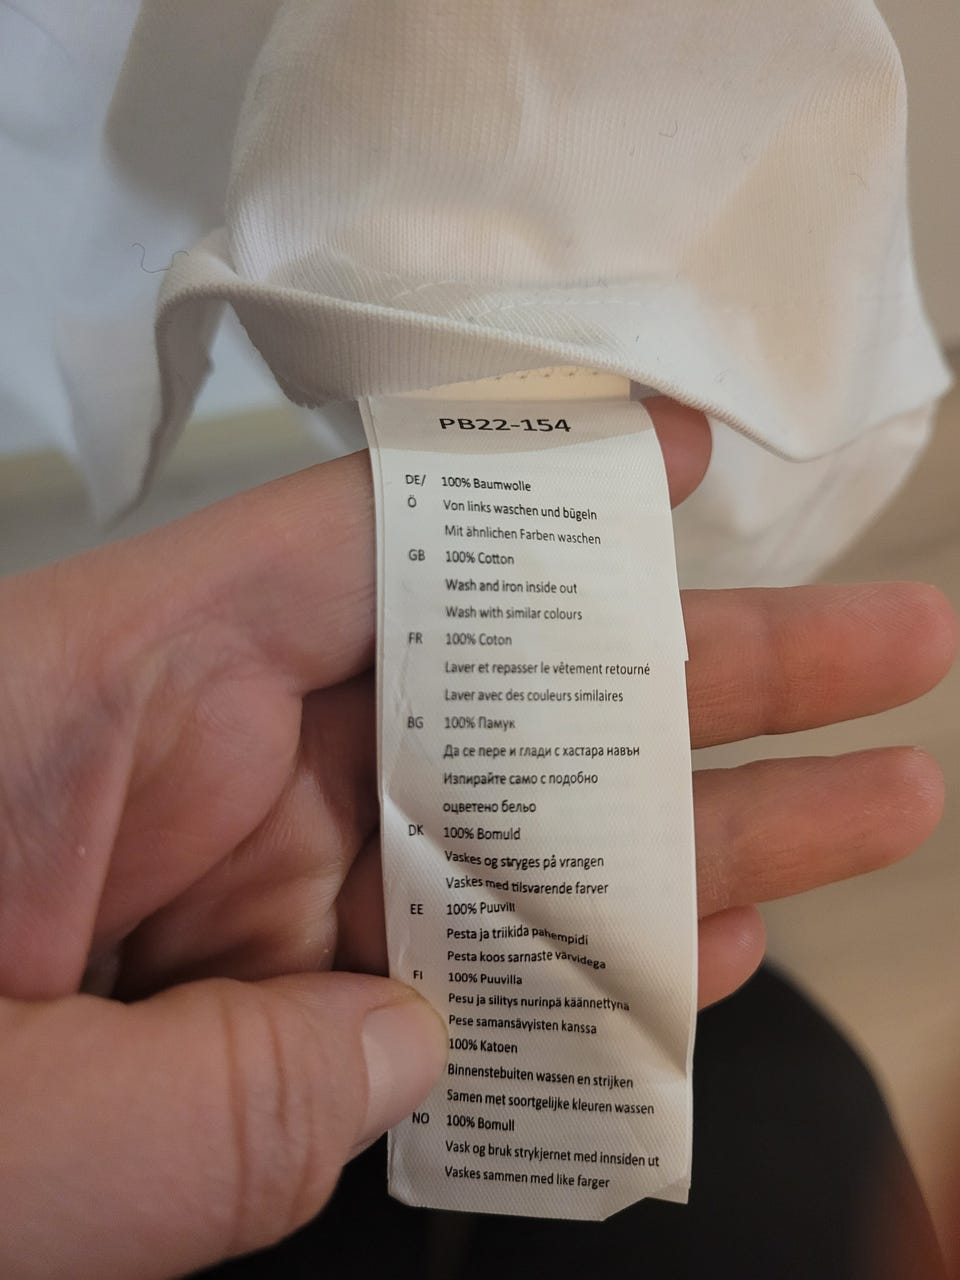 PB22-154
DE/ 100% Baumwolle
Ö Von links waschen und bügeln
Mit ähnlichen Farben waschen
GB 100% Cotton
Wash and iron inside out
Wash with similar colours
FR 100% Coton
Laver et repasser le vêtement retourné
Laver avec des couleurs similaires
BG 100% Памук
Да се пере и глади с хастара навън
Изпирайте само с подобно
оцветено бельо
DK 100% Bomuld
Vaskes og stryges på vrangen
Vaskes med tilsvarende farver
EE 100% Puuvill
Pesta ja triikida pahempidi
Pesta koos sarnaste värvidega
FI 100% Puuvilla
Pesu ja silitys nurinpä käännettynä
Pese samansävyisten kanssa
100% Katoen
Binnenstebuiten wassen en strijken
Samen met soortgelijke kleuren wassen
NO 100% Bomull
Vask og bruk strykjernet med innsiden ut
Vaskes sammen med like farger